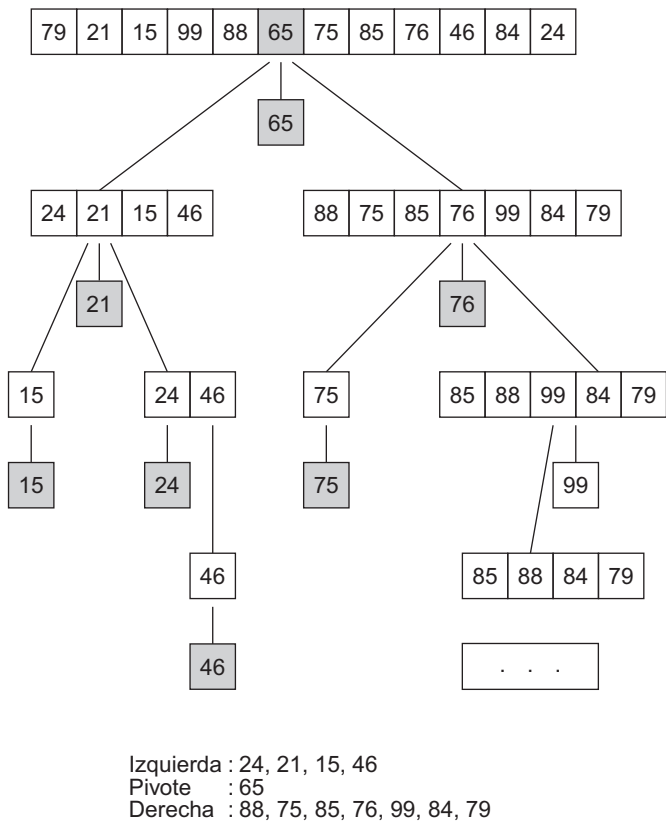 79 21 15 99 88 65 75 85 76 46 84 24
65
24 21 15 46 88 75 85 76 99 84 79
21 76
15 24 46 75 85 88 99 84 79
15 24 75 99
46 85 88 84 79
46 . . .
Izquierda : 24, 21, 15, 46
Pivote : 65
Derecha : 88, 75, 85, 76, 99, 84, 79